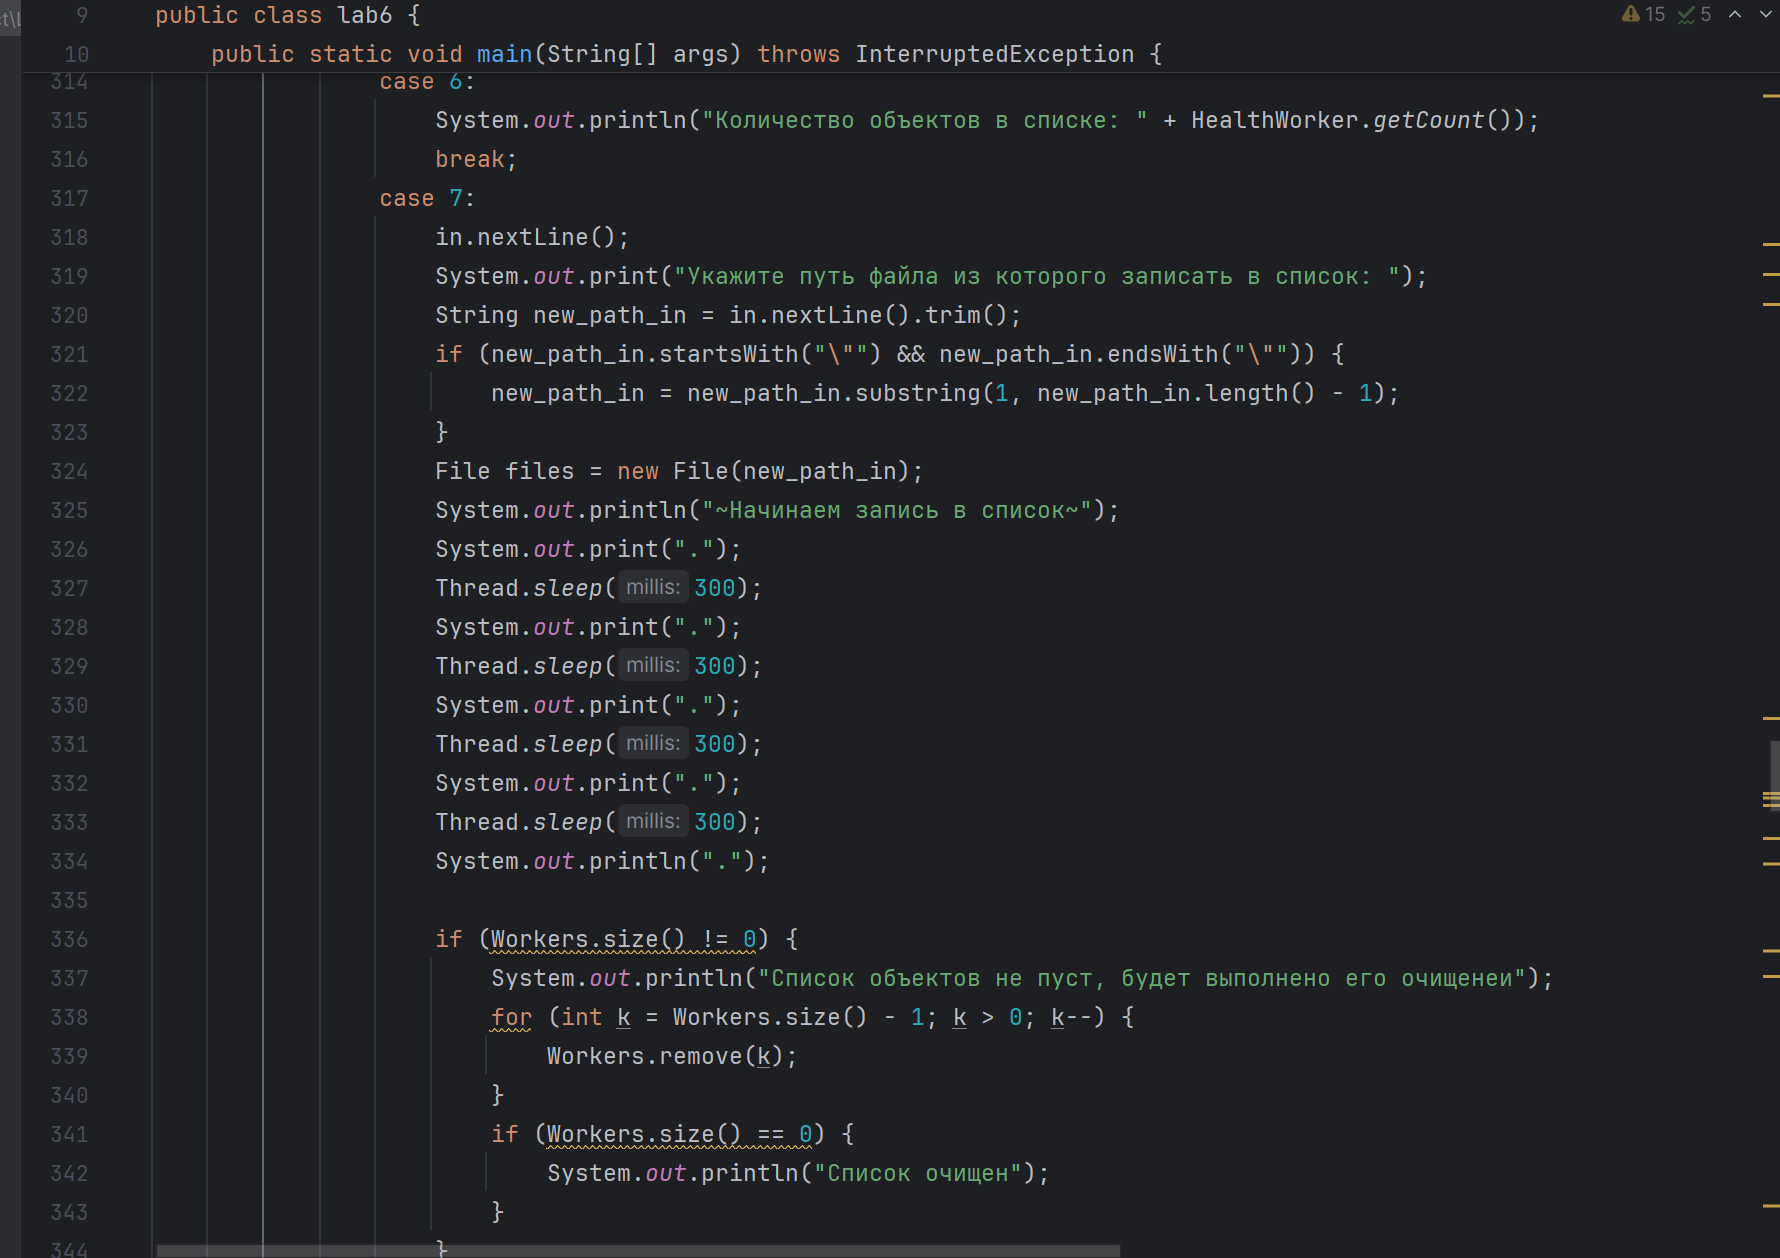 t\L
15 5
9 public class lab6 {
10 public static void main(String[] args) throws InterruptedException {
314 case 6:
315 System.out.println("Количество объектов в списке: " + HealthWorker.getCount());
316 break;
317 case 7:
318 in.nextLine();
319 System.out.print("Укажите путь файла из которого записать в список: ");
320 String new_path_in = in.nextLine().trim();
321 if (new_path_in.startsWith("\"") && new_path_in.endsWith("\"")) {
322 new_path_in = new_path_in.substring(1, new_path_in.length() - 1);
323 }
324 File files = new File(new_path_in);
325 System.out.println("~Начинаем запись в список~");
326 System.out.print(".");
327 Thread.sleep( millis: 300);
328 System.out.print(".");
329 Thread.sleep( millis: 300);
330 System.out.print(".");
331 Thread.sleep( millis: 300);
332 System.out.print(".");
333 Thread.sleep( millis: 300);
334 System.out.println(".");
335
336 if (Workers.size() != 0) {
337 System.out.println("Список объектов не пуст, будет выполнено его очищенеи");
338 for (int k = Workers.size() - 1; k > 0; k--) {
339 Workers.remove(k);
340 }
341 if (Workers.size() == 0) {
342 System.out.println("Список очищен");
343 }
344 }